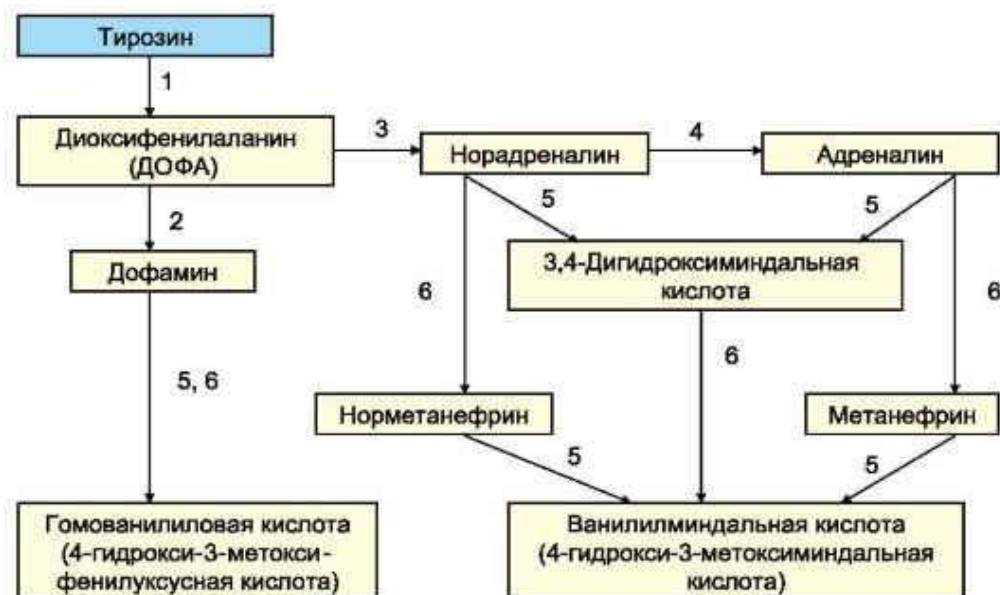 Тирозин
1
Диоксифенилаланин
(ДОФА)
3
Норадреналин
4
Адреналин
2
5
5
Дофамин
3,4-Дигидроксиминдальная
кислота
6
6
6
5, 6
Норметанефрин
Метанефрин
5
5
Гомованилиловая кислота
(4-гидрокси-3-метокси-
фенилуксусная кислота)
Ванилилминдальная кислота
(4-гидрокси-3-метоксиминдальная
кислота)